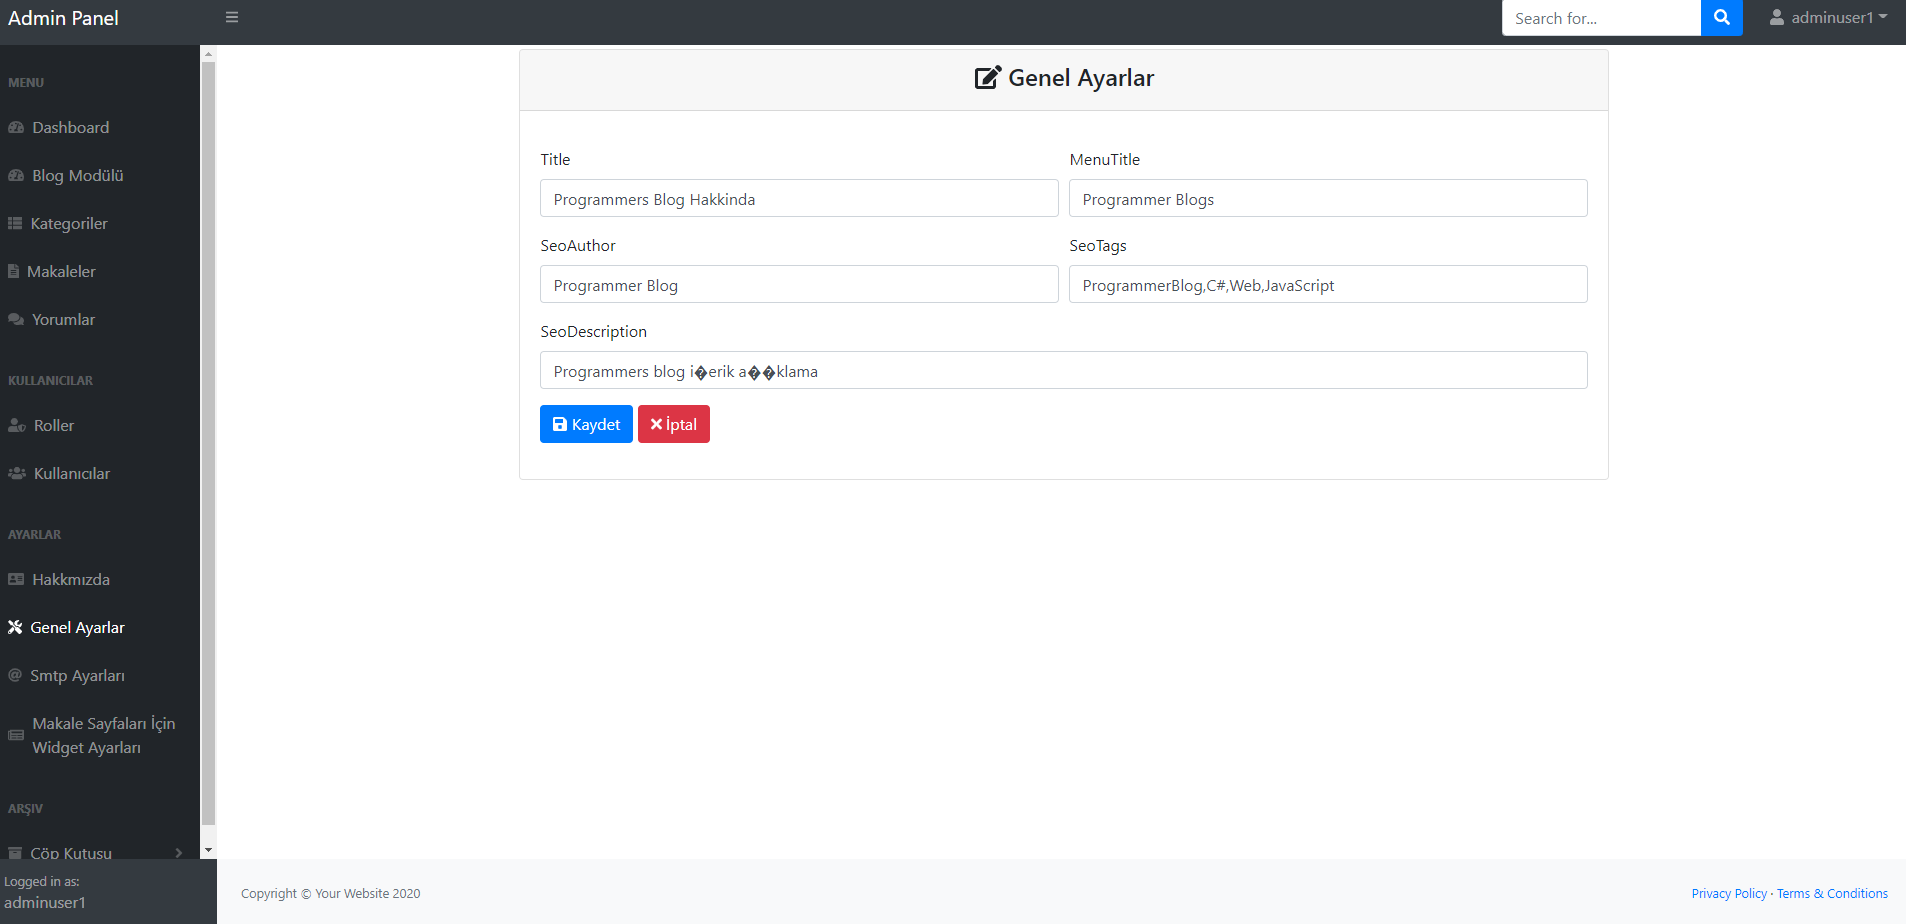 Admin Panel
Search for...
adminuser1
MENU
Dashboard
Blog Modülü
Kategoriler
Makaleler
Yorumlar
KULLANICILAR
Roller
Kullanıcılar
AYARLAR
Hakkmızda
Genel Ayarlar
Smtp Ayarları
Makale Sayfaları İçin
Widget Ayarları
ARŞIV
Çöp Kutusu
Logged in as:
adminuser1
Genel Ayarlar
Title
MenuTitle
Programmers Blog Hakkinda
Programmer Blogs
SeoAuthor
SeoTags
Programmer Blog
ProgrammerBlog,C#,Web,JavaScript
SeoDescription
Programmers blog i�erik a��klama
Kaydet
İptal
Copyright © Your Website 2020
Privacy Policy · Terms & Conditions